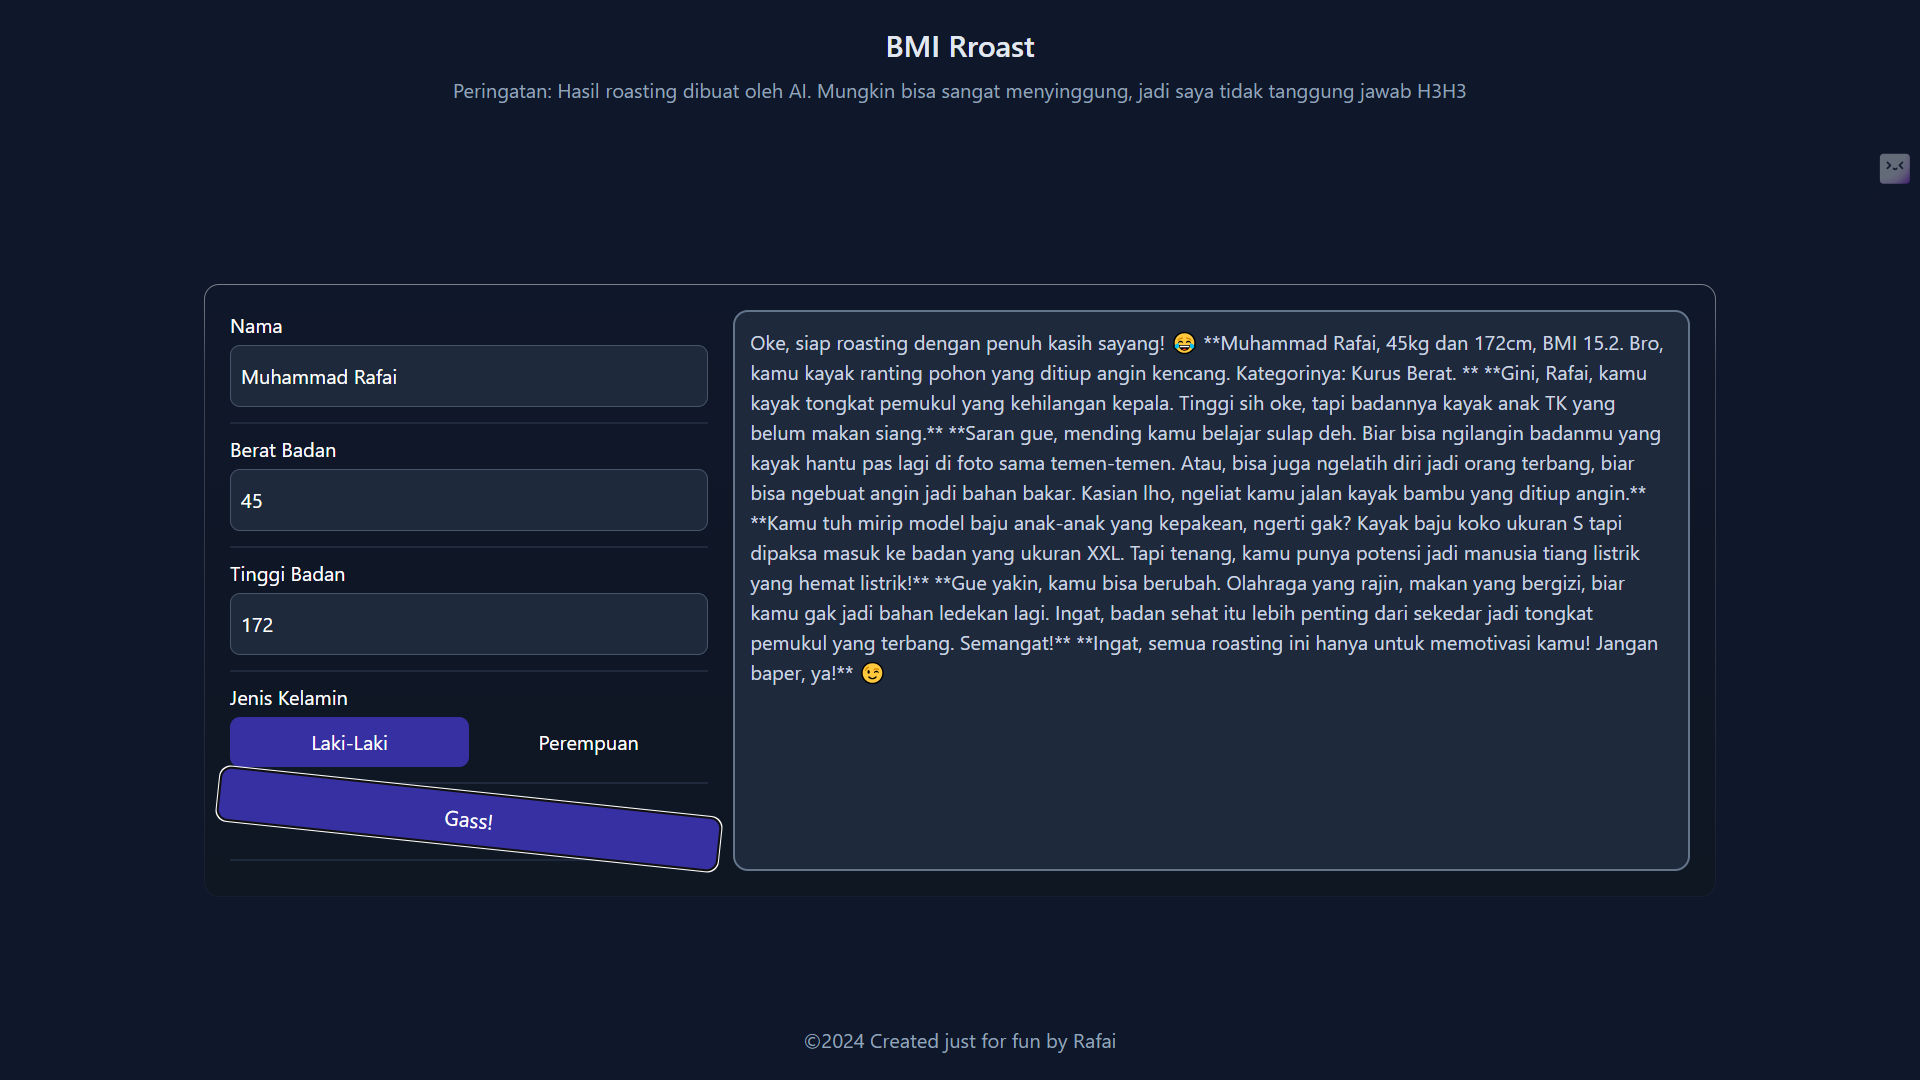 BMI Rroast
Peringatan: Hasil roasting dibuat oleh AI. Mungkin bisa sangat menyinggung, jadi saya tidak tanggung jawab H3H3
Nama
Muhammad Rafai
Berat Badan
45
Tinggi Badan
172
Jenis Kelamin
Laki-Laki
Perempuan
Gass!
Oke, siap roasting dengan penuh kasih sayang! 😂 **Muhammad Rafai, 45kg dan 172cm, BMI 15.2. Bro,
kamu kayak ranting pohon yang ditiup angin kencang. Kategorinya: Kurus Berat. ** **Gini, Rafai, kamu
kayak tongkat pemukul yang kehilangan kepala. Tinggi sih oke, tapi badannya kayak anak TK yang
belum makan siang.** **Saran gue, mending kamu belajar sulap deh. Biar bisa ngilangin badanmu yang
kayak hantu pas lagi di foto sama temen-temen. Atau, bisa juga ngelatih diri jadi orang terbang, biar
bisa ngebuat angin jadi bahan bakar. Kasian lho, ngeliat kamu jalan kayak bambu yang ditiup angin.**
**Kamu tuh mirip model baju anak-anak yang kepakean, ngerti gak? Kayak baju koko ukuran S tapi
dipaksa masuk ke badan yang ukuran XXL. Tapi tenang, kamu punya potensi jadi manusia tiang listrik
yang hemat listrik!** **Gue yakin, kamu bisa berubah. Olahraga yang rajin, makan yang bergizi, biar
kamu gak jadi bahan ledekan lagi. Ingat, badan sehat itu lebih penting dari sekedar jadi tongkat
pemukul yang terbang. Semangat!** **Ingat, semua roasting ini hanya untuk memotivasi kamu! Jangan
baper, ya!** 😉
©2024 Created just for fun by Rafai